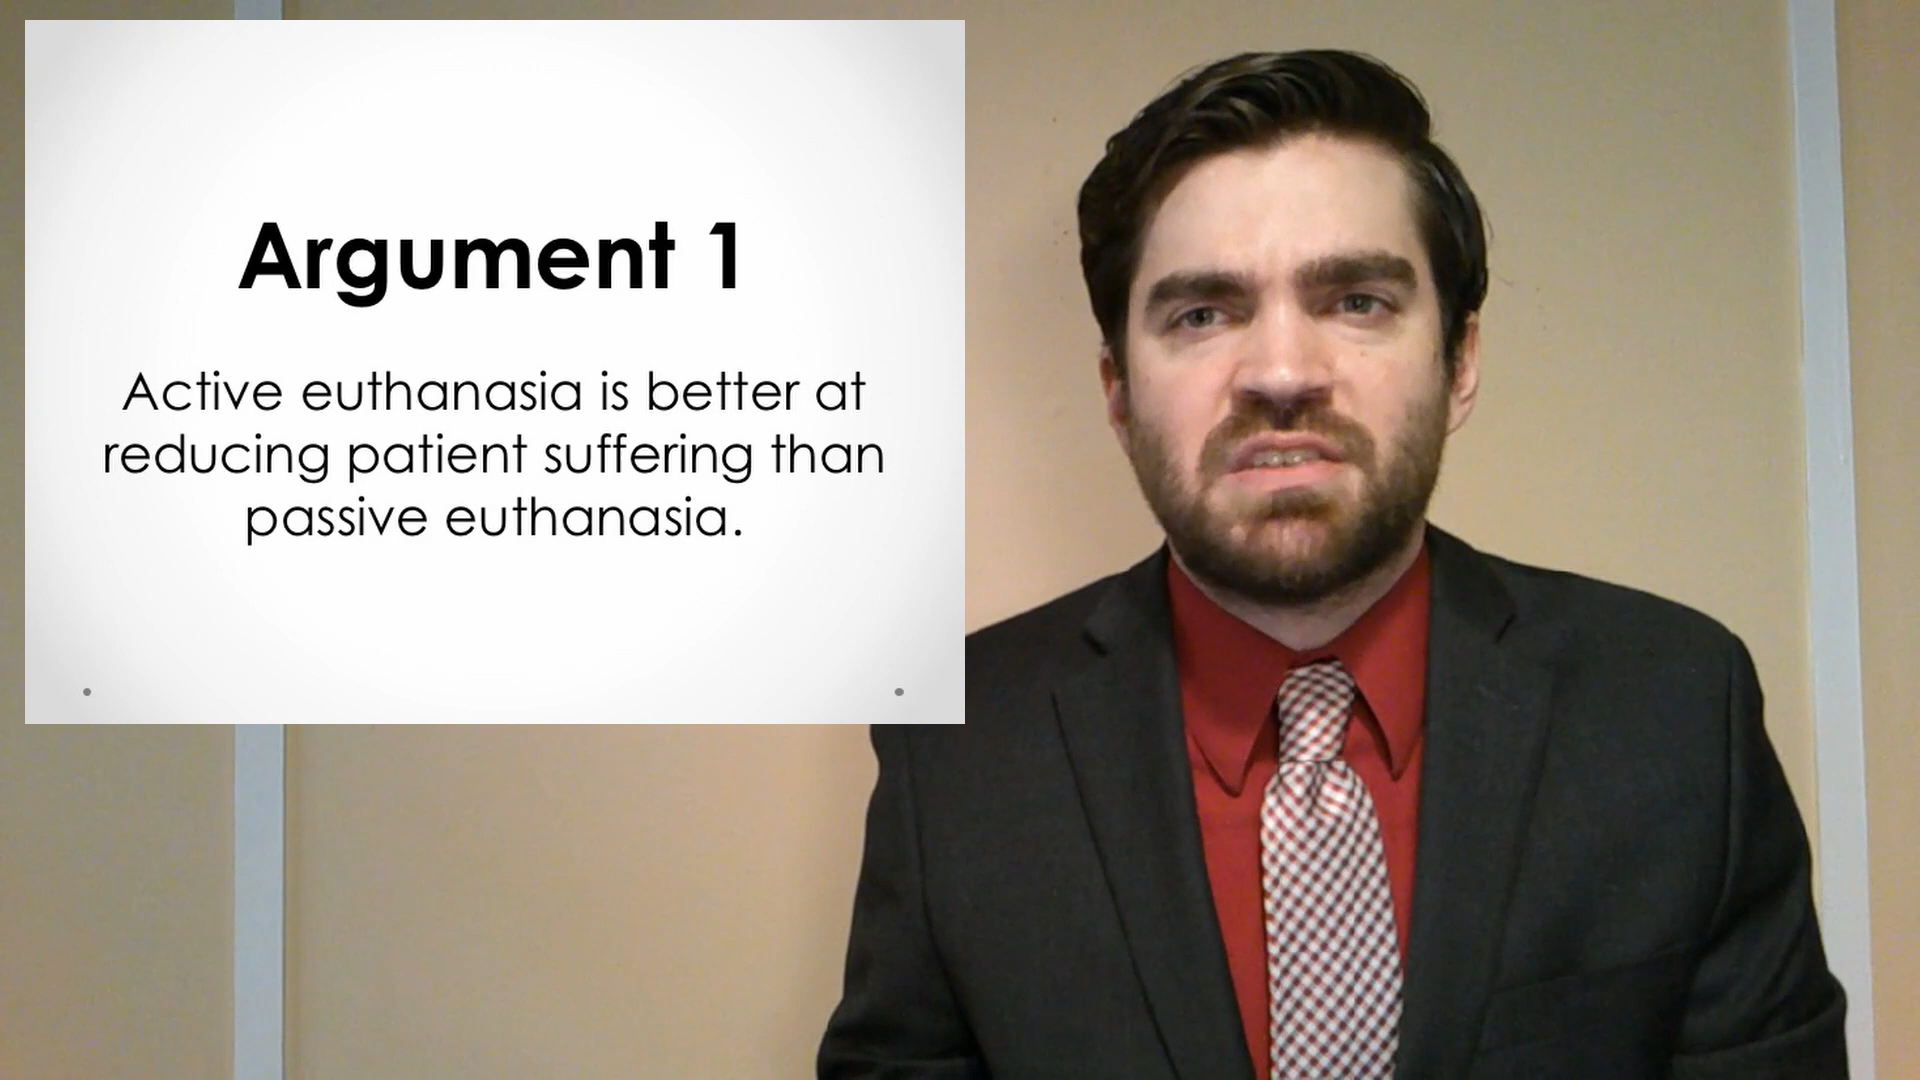 Argument 1
Active euthanasia is better at
reducing patient suffering than
passive euthanasia.